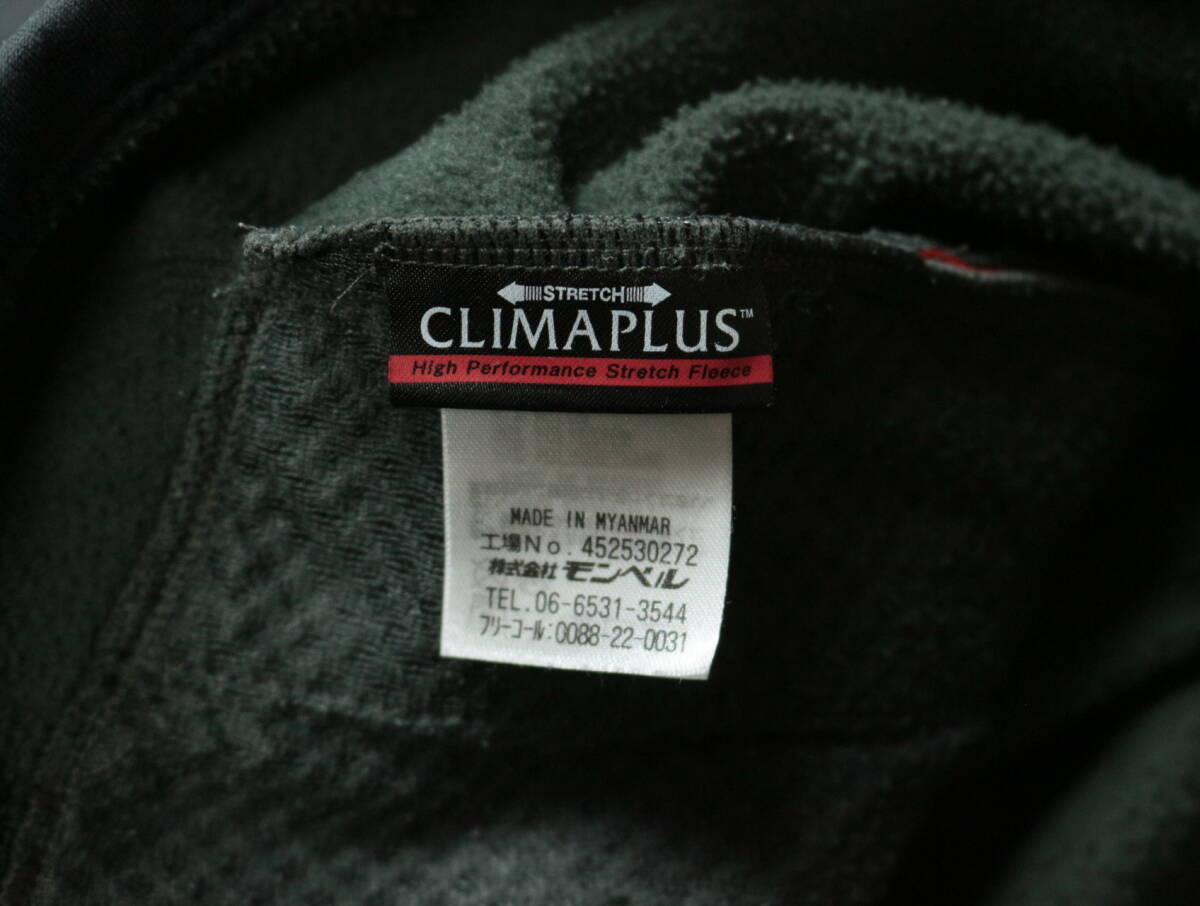 STRETCH
CLIMAPLUS™
High Performance Stretch Fleece
MADE IN MYANMAR
工場No. 452530272
株式会社 モンベル
TEL.06-6531-3544
ﾌﾘｰｺｰﾙ:0088-22-0031